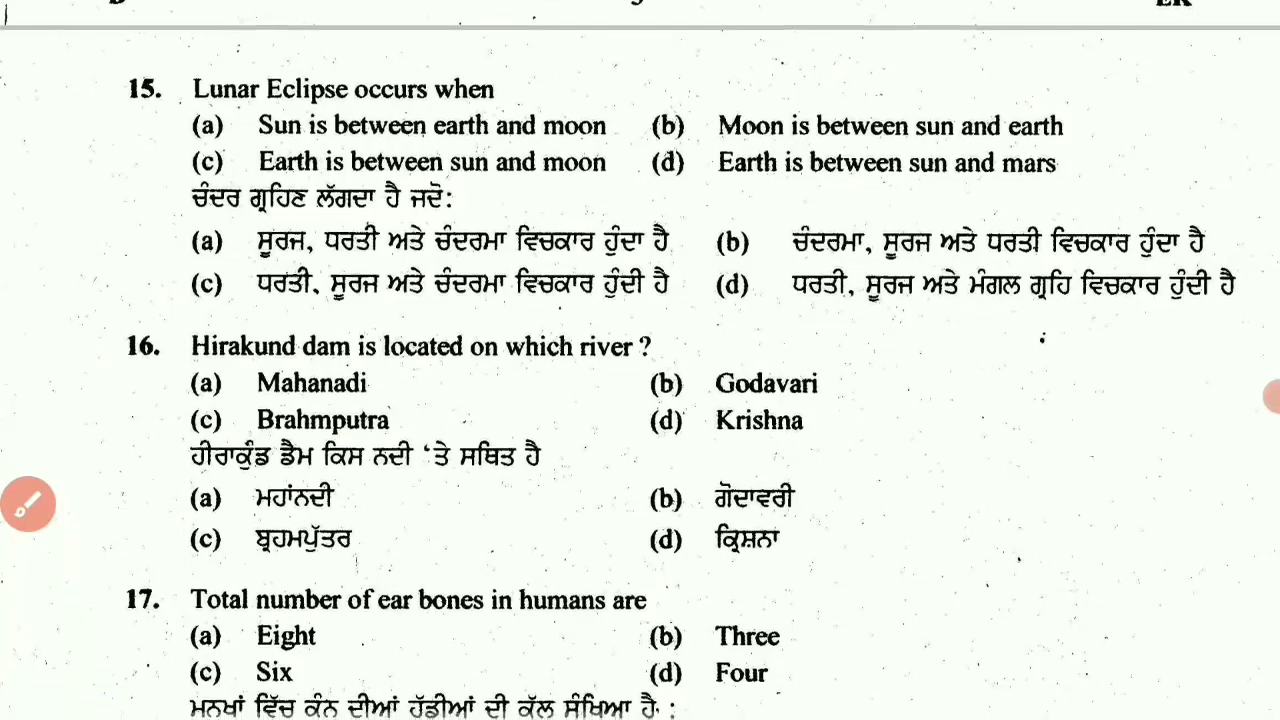 15. Lunar Eclipse occurs when
(a) Sun is between earth and moon (b) Moon is between sun and earth
(c) Earth is between sun and moon (d) Earth is between sun and mars
ਚੰਦਰ ਗ੍ਰਹਿਣ ਲੱਗਦਾ ਹੈ ਜਦੋ:
(a) ਸੂਰਜ, ਧਰਤੀ ਅਤੇ ਚੰਦਰਮਾ ਵਿਚਕਾਰ ਹੁੰਦਾ ਹੈ (b) ਚੰਦਰਮਾ, ਸੂਰਜ ਅਤੇ ਧਰਤੀ ਵਿਚਕਾਰ ਹੁੰਦਾ ਹੈ
(c) ਧਰਤੀ, ਸੂਰਜ ਅਤੇ ਚੰਦਰਮਾ ਵਿਚਕਾਰ ਹੁੰਦੀ ਹੈ (d) ਧਰਤੀ, ਸੂਰਜ ਅਤੇ ਮੰਗਲ ਗ੍ਰਹਿ ਵਿਚਕਾਰ ਹੁੰਦੀ ਹੈ
16. Hirakund dam is located on which river ?
(a) Mahanadi (b) Godavari
(c) Brahmputra (d) Krishna
ਹੀਰਾਕੁੰਡ ਡੈਮ ਕਿਸ ਨਦੀ ‘ਤੇ ਸਥਿਤ ਹੈ
(a) ਮਹਾਂਨਦੀ (b) ਗੋਦਾਵਰੀ
(c) ਬ੍ਰਹਮਪੁੱਤਰ (d) ਕ੍ਰਿਸ਼ਨਾ
17. Total number of ear bones in humans are
(a) Eight (b) Three
(c) Six (d) Four
ਮਨਖਾਂ ਵਿੱਚ ਕੰਨ ਦੀਆਂ ਹੱਡੀਆਂ ਦੀ ਕੱਲ ਸੰਖਿਆ ਹੈ :